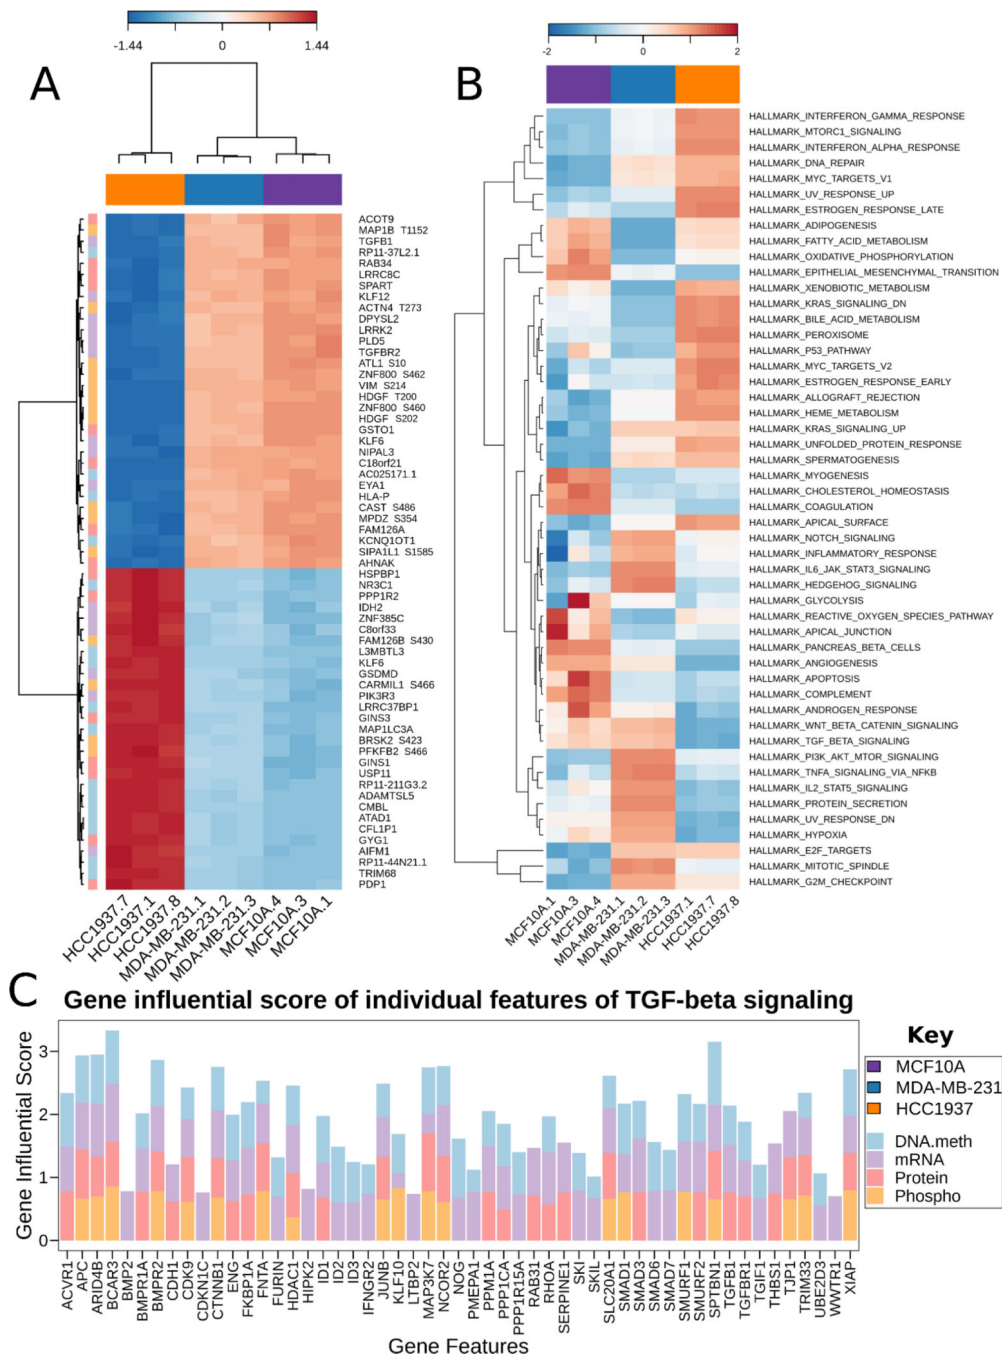 -1.44 0 1.44
A
ACOT9
MAP1B T1152
TGFB1
RP11-37L2.1
RAB34
LRRC8C
SPART
KLF12
ACTN4 T273
DPYSL2
LRRK2
PLD5
TGFBR2
ATL1 S10
ZNF800 S462
VIM S214
HDGF T200
ZNF800 S460
HDGF S202
GSTO1
KLF6
NIPAL3
C18orf21
AC025171.1
EYA1
HLA-P
CAST S486
MPDZ S354
FAM126A
KCNQ1OT1
SIPA1L1 S1585
AHNAK
HSPBP1
NR3C1
PPP1R2
IDH2
ZNF385C
C8orf33
FAM126B S430
L3MBTL3
KLF6
GSDMD
CARMIL1 S466
PIK3R3
LRRC37BP1
GINS3
MAP1LC3A
BRSK2 S423
PFKFB2 S466
GINS1
USP11
RP11-211G3.2
ADAMTSL5
CMBL
ATAD1
CFL1P1
GYG1
AIFM1
RP11-44N21.1
TRIM68
PDP1
HCC1937.7
HCC1937.1
HCC1937.8
MDA-MB-231.1
MDA-MB-231.2
MDA-MB-231.3
MCF10A.4
MCF10A.3
MCF10A.1
-2 0 2
B
HALLMARK_INTERFERON_GAMMA_RESPONSE
HALLMARK_MTORC1_SIGNALING
HALLMARK_INTERFERON_ALPHA_RESPONSE
HALLMARK_DNA_REPAIR
HALLMARK_MYC_TARGETS_V1
HALLMARK_UV_RESPONSE_UP
HALLMARK_ESTROGEN_RESPONSE_LATE
HALLMARK_ADIPOGENESIS
HALLMARK_FATTY_ACID_METABOLISM
HALLMARK_OXIDATIVE_PHOSPHORYLATION
HALLMARK_EPITHELIAL_MESENCHYMAL_TRANSITION
HALLMARK_XENOBIOTIC_METABOLISM
HALLMARK_KRAS_SIGNALING_DN
HALLMARK_BILE_ACID_METABOLISM
HALLMARK_PEROXISOME
HALLMARK_P53_PATHWAY
HALLMARK_MYC_TARGETS_V2
HALLMARK_ESTROGEN_RESPONSE_EARLY
HALLMARK_ALLOGRAFT_REJECTION
HALLMARK_HEME_METABOLISM
HALLMARK_KRAS_SIGNALING_UP
HALLMARK_UNFOLDED_PROTEIN_RESPONSE
HALLMARK_SPERMATOGENESIS
HALLMARK_MYOGENESIS
HALLMARK_CHOLESTEROL_HOMEOSTASIS
HALLMARK_COAGULATION
HALLMARK_APICAL_SURFACE
HALLMARK_NOTCH_SIGNALING
HALLMARK_INFLAMMATORY_RESPONSE
HALLMARK_IL6_JAK_STAT3_SIGNALING
HALLMARK_HEDGEHOG_SIGNALING
HALLMARK_GLYCOLYSIS
HALLMARK_REACTIVE_OXYGEN_SPECIES_PATHWAY
HALLMARK_APICAL_JUNCTION
HALLMARK_PANCREAS_BETA_CELLS
HALLMARK_ANGIOGENESIS
HALLMARK_APOPTOSIS
HALLMARK_COMPLEMENT
HALLMARK_ANDROGEN_RESPONSE
HALLMARK_WNT_BETA_CATENIN_SIGNALING
HALLMARK_TGF_BETA_SIGNALING
HALLMARK_PI3K_AKT_MTOR_SIGNALING
HALLMARK_TNFA_SIGNALING_VIA_NFKB
HALLMARK_IL2_STAT5_SIGNALING
HALLMARK_PROTEIN_SECRETION
HALLMARK_UV_RESPONSE_DN
HALLMARK_HYPOXIA
HALLMARK_E2F_TARGETS
HALLMARK_MITOTIC_SPINDLE
HALLMARK_G2M_CHECKPOINT
MCF10A.1
MCF10A.3
MCF10A.4
MDA-MB-231.1
MDA-MB-231.2
MDA-MB-231.3
HCC1937.1
HCC1937.7
HCC1937.8
C
Gene influential score of individual features of TGF-beta signaling
Gene Influential Score
3
2
1
0
ACVR1
APC
ARID4B
BCAR3
BMP2
BMPR1A
BMPR2
CDH1
CDK9
CDKN1C
CTNNB1
ENG
FKBP1A
FNTA
FURIN
HDAC1
HIPK2
ID1
ID2
ID3
IFNGR2
JUNB
KLF10
LTBP2
MAP3K7
NCOR2
NOG
PMEPA1
PPM1A
PPP1CA
PPP1R15A
RAB31
RHOA
SERPINE1
SKI
SKIL
SLC20A1
SMAD1
SMAD3
SMAD6
SMAD7
SMURF1
SMURF2
SPTBN1
TGFB1
TGFBR1
TGIF1
THBS1
TJP1
TRIM33
UBE2D3
WWTR1
XIAP
Gene Features
Key
MCF10A
MDA-MB-231
HCC1937
DNA.meth
mRNA
Protein
Phospho